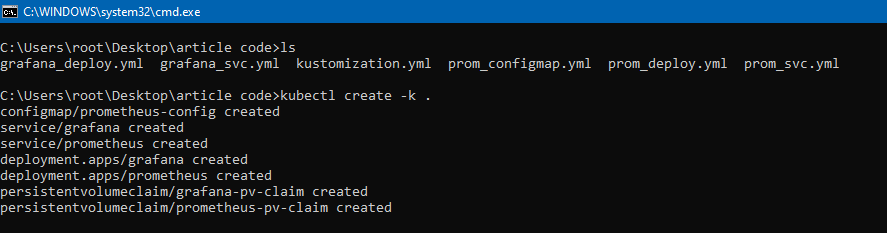 C:\WINDOWS\system32\cmd.exe
C:\Users\root\Desktop\article code>ls
grafana_deploy.yml  grafana_svc.yml  kustomization.yml  prom_configmap.yml  prom_deploy.yml  prom_svc.yml
C:\Users\root\Desktop\article code>kubectl create -k .
configmap/prometheus-config created
service/grafana created
service/prometheus created
deployment.apps/grafana created
deployment.apps/prometheus created
persistentvolumeclaim/grafana-pv-claim created
persistentvolumeclaim/prometheus-pv-claim created